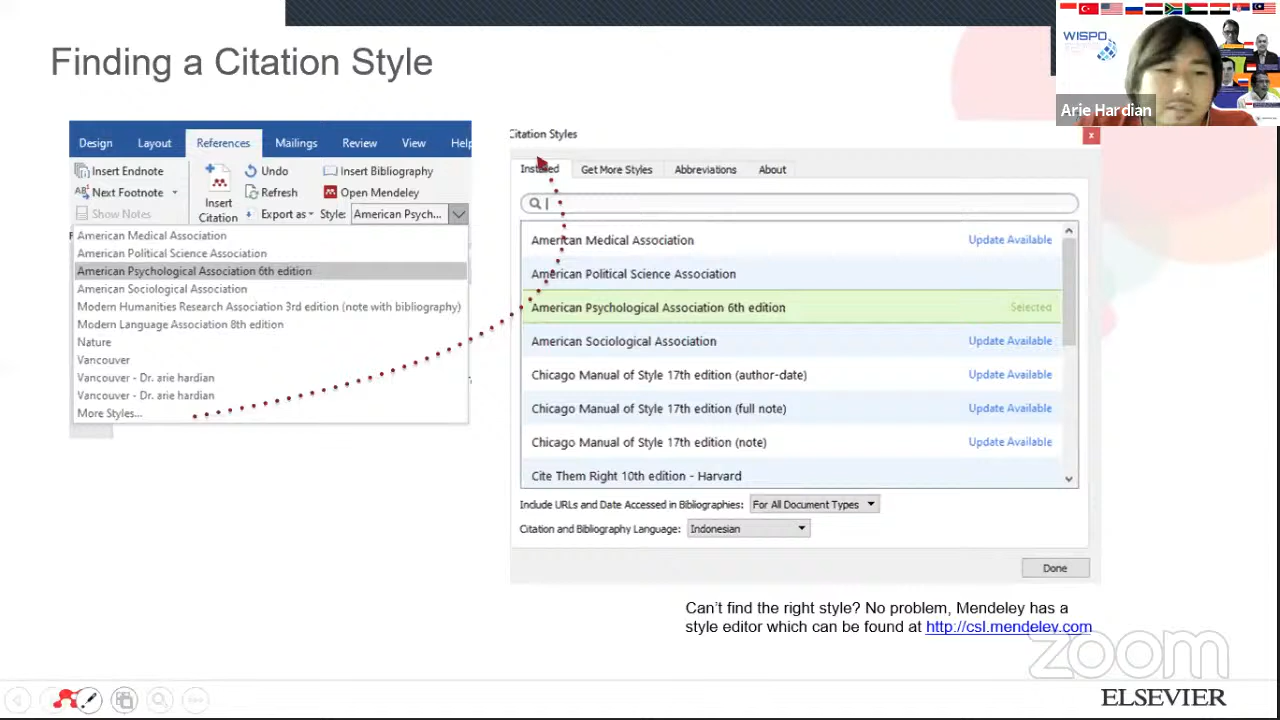 Finding a Citation Style
WISPO
Arie Hardian
Design Layout References Mailings Review View Help
Insert Endnote
Next Footnote
Show Notes
Insert
Citation
Undo
Refresh
Export as
Insert Bibliography
Open Mendeley
Style: American Psych...
American Medical Association
American Political Science Association
American Psychological Association 6th edition
American Sociological Association
Modern Humanities Research Association 3rd edition (note with bibliography)
Modern Language Association 8th edition
Nature
Vancouver
Vancouver - Dr. arie hardian
Vancouver - Dr. arie hardian
More Styles...
Citation Styles
x
Installed Get More Styles Abbreviations About
American Medical Association Update Available
American Political Science Association
American Psychological Association 6th edition Selected
American Sociological Association Update Available
Chicago Manual of Style 17th edition (author-date) Update Available
Chicago Manual of Style 17th edition (full note) Update Available
Chicago Manual of Style 17th edition (note) Update Available
Cite Them Right 10th edition - Harvard
Include URLs and Date Accessed in Bibliographies: For All Document Types
Citation and Bibliography Language: Indonesian
Done
Can't find the right style? No problem, Mendeley has a
style editor which can be found at http://csl.mendeley.com
zoom
ELSEVIER